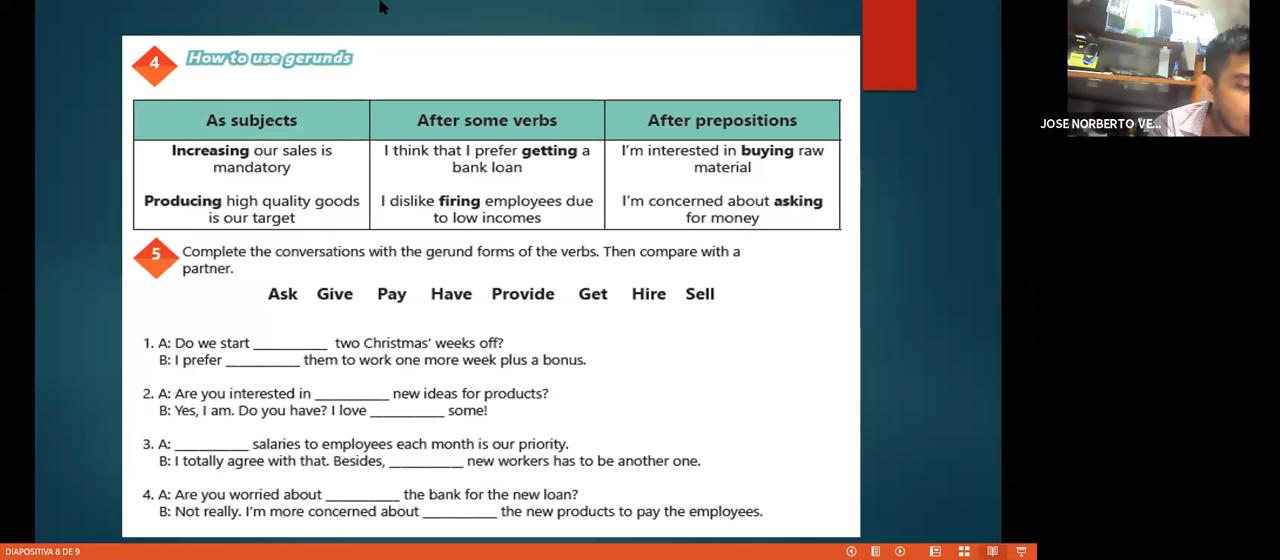 4
How to use gerunds
As subjects
After some verbs
After prepositions
Increasing our sales is
mandatory
Producing high quality goods
is our target
I think that I prefer getting a
bank loan
I dislike firing employees due
to low incomes
I'm interested in buying raw
material
I'm concerned about asking
for money
5
Complete the conversations with the gerund forms of the verbs. Then compare with a
partner.
Ask Give Pay Have Provide Get Hire Sell
1. A: Do we start __________ two Christmas' weeks off?
B: I prefer __________ them to work one more week plus a bonus.
2. A: Are you interested in __________ new ideas for products?
B: Yes, I am. Do you have? I love __________ some!
3. A: __________ salaries to employees each month is our priority.
B: I totally agree with that. Besides, __________ new workers has to be another one.
4. A: Are you worried about __________ the bank for the new loan?
B: Not really. I'm more concerned about __________ the new products to pay the employees.
JOSE NORBERTO VE...
DIAPOSITIVA 8 DE 9